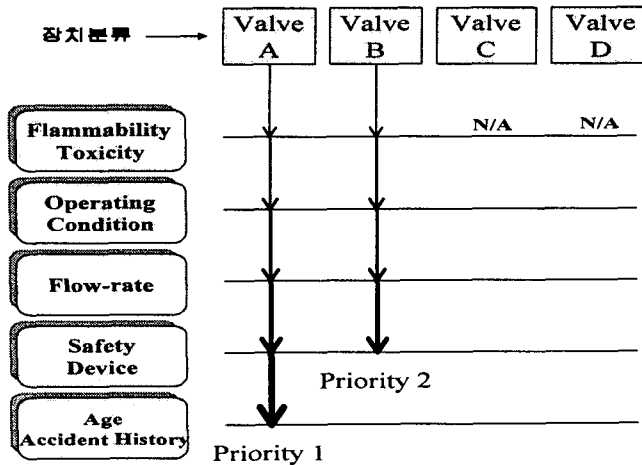 장치분류
Valve
A
Valve
B
Valve
C
Valve
D
Flammability
Toxicity
N/A
N/A
Operating
Condition
Flow-rate
Safety
Device
Priority 2
Age
Accident History
Priority 1